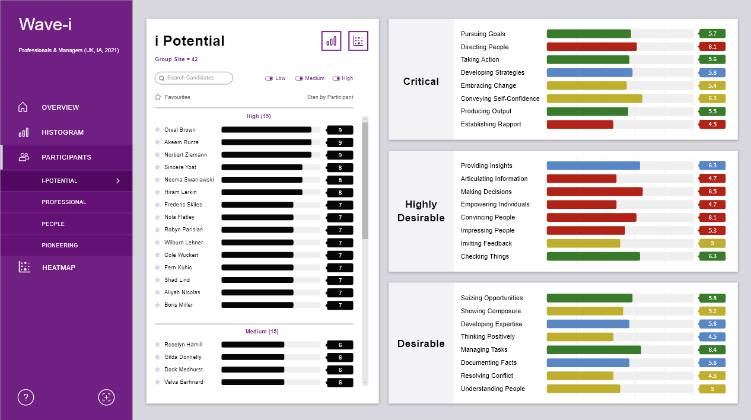 Wave-i
Professionals & Managers (UK, IA, 2021)
OVERVIEW
HISTOGRAM
PARTICIPANTS
I-POTENTIAL
PROFESSIONAL
PEOPLE
PIONEERING
HEATMAP
?
i Potential
Group Size = 42
Search Candidates
Low Medium High
Favourites Sten by Participant
High (15)
Orval Brown 9
Akeem Runte 9
Norbert Ziemann 9
Sincere Yost 8
Neoma Swaniawski 8
Hiram Larkin 8
Frederic Skiles 7
Nola Flatley 7
Robyn Parisian 7
Wilburn Lehner 7
Cole Wuckert 7
Fern Kuhic 7
Shad Lind 7
Aliyah Nicolas 7
Boris Miller 7
Medium (15)
Roselyn Hamill 6
Gilda Donnelly 6
Dock Medhurst 6
Velva Barnhard 6
Critical
Pursuing Goals 5.7
Directing People 6.1
Taking Action 5.6
Developing Strategies 5.8
Embracing Change 5.4
Conveying Self-Confidence 6.3
Producing Output 5.5
Establishing Rapport 4.5
Highly
Desirable
Providing Insights 6.3
Articulating Information 4.7
Making Decisions 6.5
Empowering Individuals 4.7
Convincing People 6.1
Impressing People 5.3
Inviting Feedback 5
Checking Things 6.3
Desirable
Seizing Opportunities 5.8
Showing Composure 5.2
Developing Expertise 5.6
Thinking Positively 4.5
Managing Tasks 6.4
Documenting Facts 5.6
Resolving Conflict 4.5
Understanding People 5